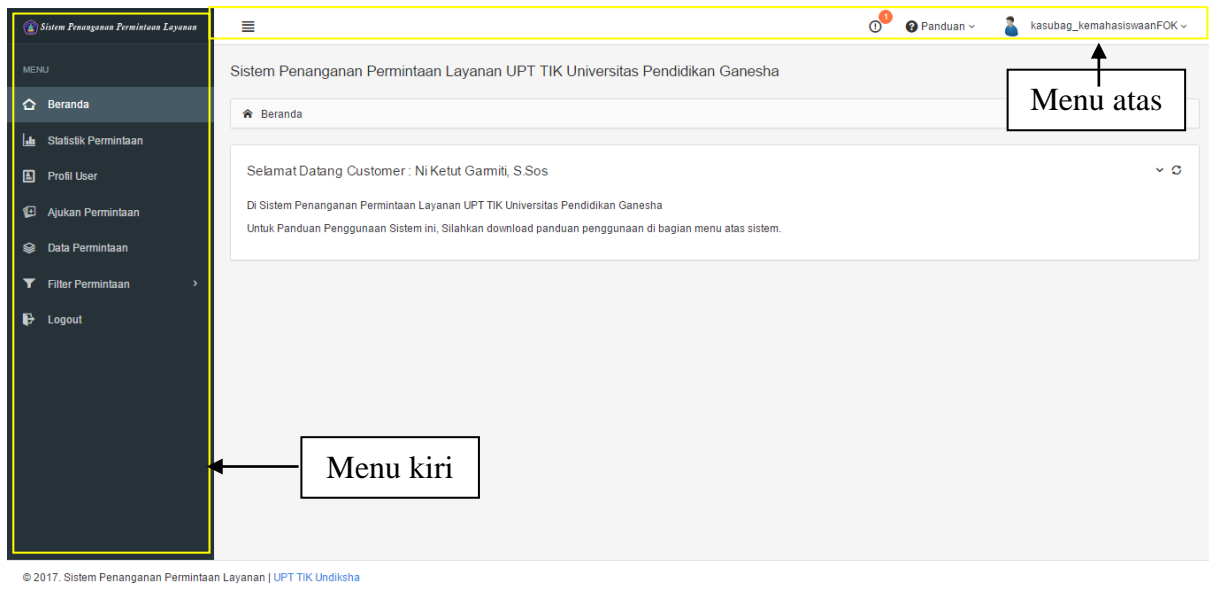 Sistem Penanganan Permintaan Layanan
1
Panduan
kasubag_kemahasiswaanFOK
MENU
Beranda
Statistik Permintaan
Profil User
Ajukan Permintaan
Data Permintaan
Filter Permintaan
Logout
Sistem Penanganan Permintaan Layanan UPT TIK Universitas Pendidikan Ganesha
Menu atas
Beranda
Selamat Datang Customer : Ni Ketut Garmiti, S.Sos
Di Sistem Penanganan Permintaan Layanan UPT TIK Universitas Pendidikan Ganesha
Untuk Panduan Penggunaan Sistem ini, Silahkan download panduan penggunaan di bagian menu atas sistem.
Menu kiri
© 2017. Sistem Penanganan Permintaan Layanan | UPT TIK Undiksha